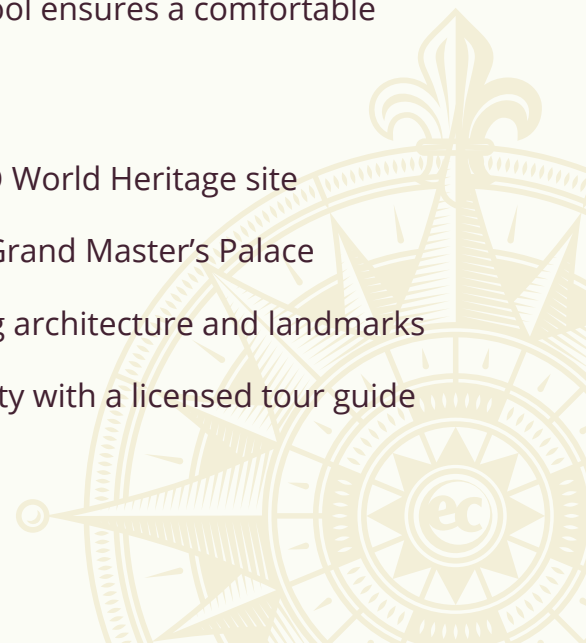 ool ensures a comfortable
World Heritage site
Grand Master's Palace
g architecture and landmarks
ty with a licensed tour guide
ec